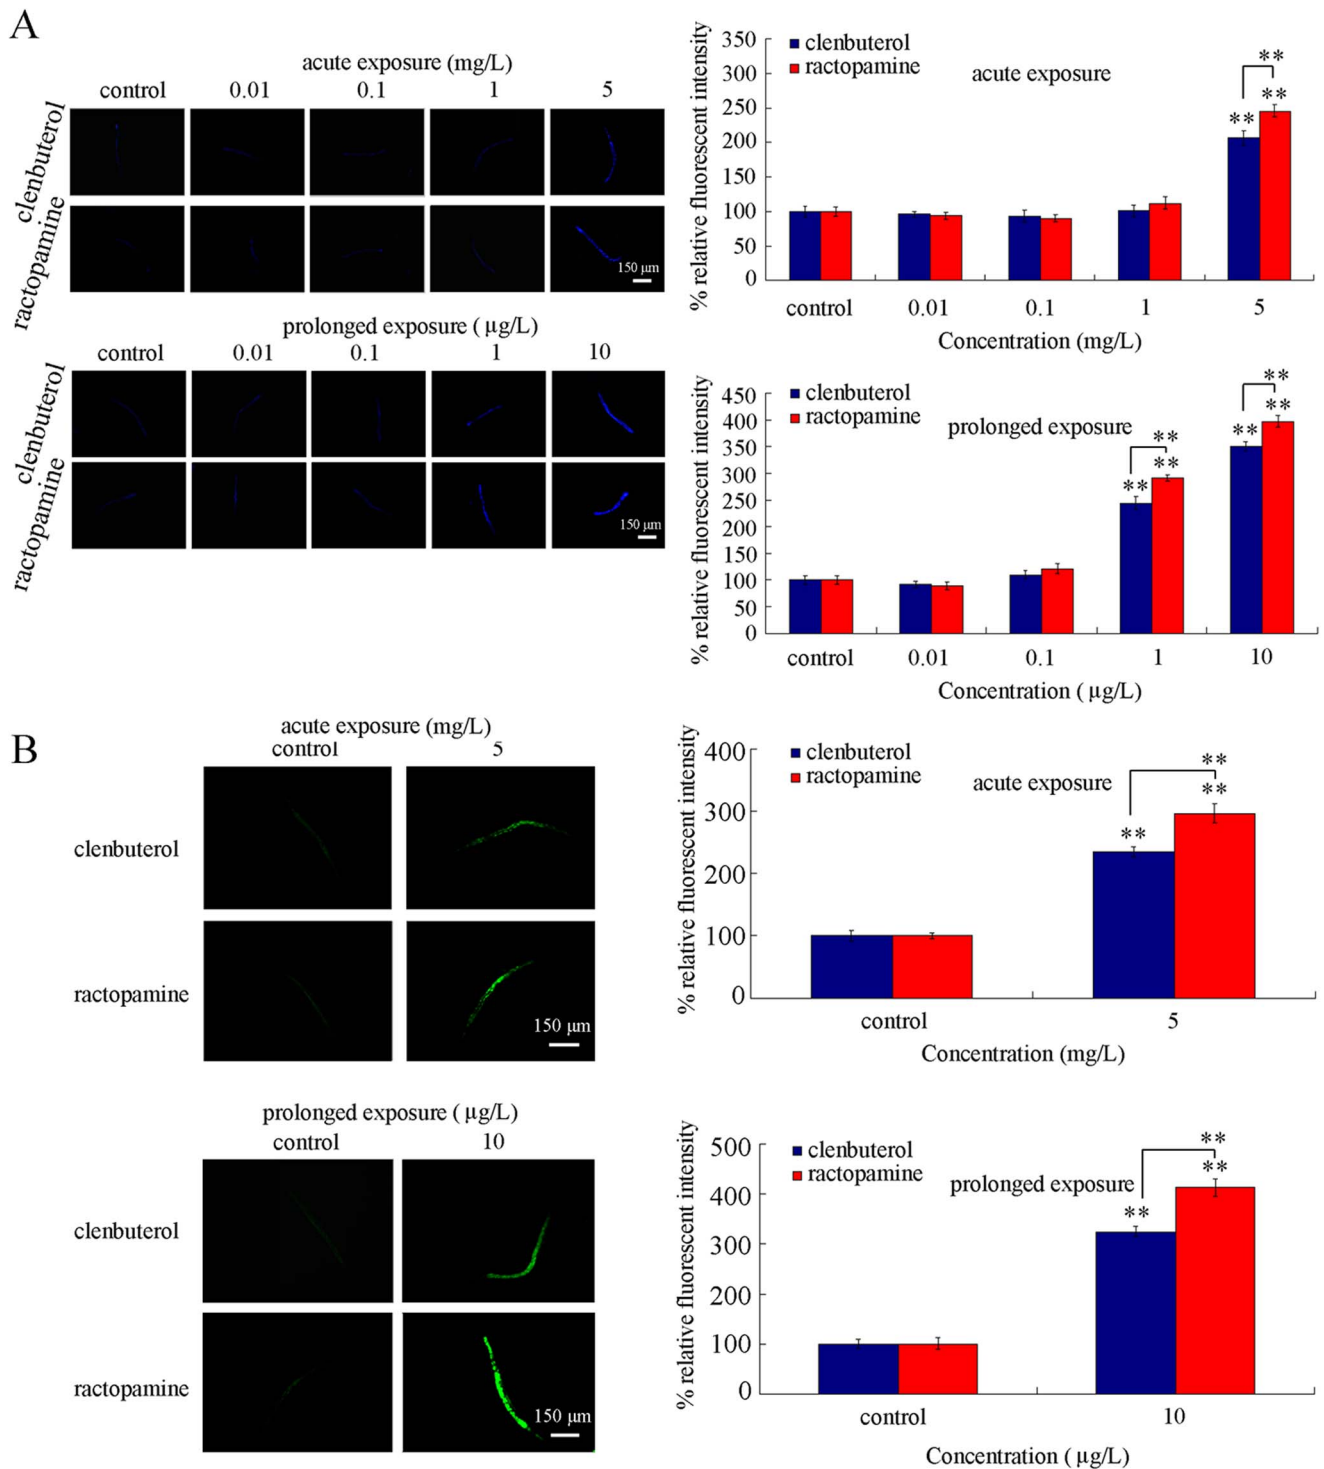 A
acute exposure (mg/L)
control 0.01 0.1 1 5
clenbuterol
ractopamine
150 µm
prolonged exposure ( µg/L)
control 0.01 0.1 1 10
clenbuterol
ractopamine
150 µm
% relative fluorescent intensity
350
300
250
200
150
100
50
0
clenbuterol
ractopamine
acute exposure
**
**
**
control 0.01 0.1 1 5
Concentration (mg/L)
% relative fluorescent intensity
450
400
350
300
250
200
150
100
50
0
clenbuterol
ractopamine
prolonged exposure
**
**
**
**
**
**
control 0.01 0.1 1 10
Concentration ( µg/L)
B
acute exposure (mg/L)
control 5
clenbuterol
ractopamine
150 µm
prolonged exposure ( µg/L)
control 10
clenbuterol
ractopamine
150 µm
% relative fluorescent intensity
400
300
200
100
0
clenbuterol
ractopamine
acute exposure
**
**
**
control 5
Concentration (mg/L)
% relative fluorescent intensity
500
400
300
200
100
0
clenbuterol
ractopamine
prolonged exposure
**
**
**
control 10
Concentration ( µg/L)